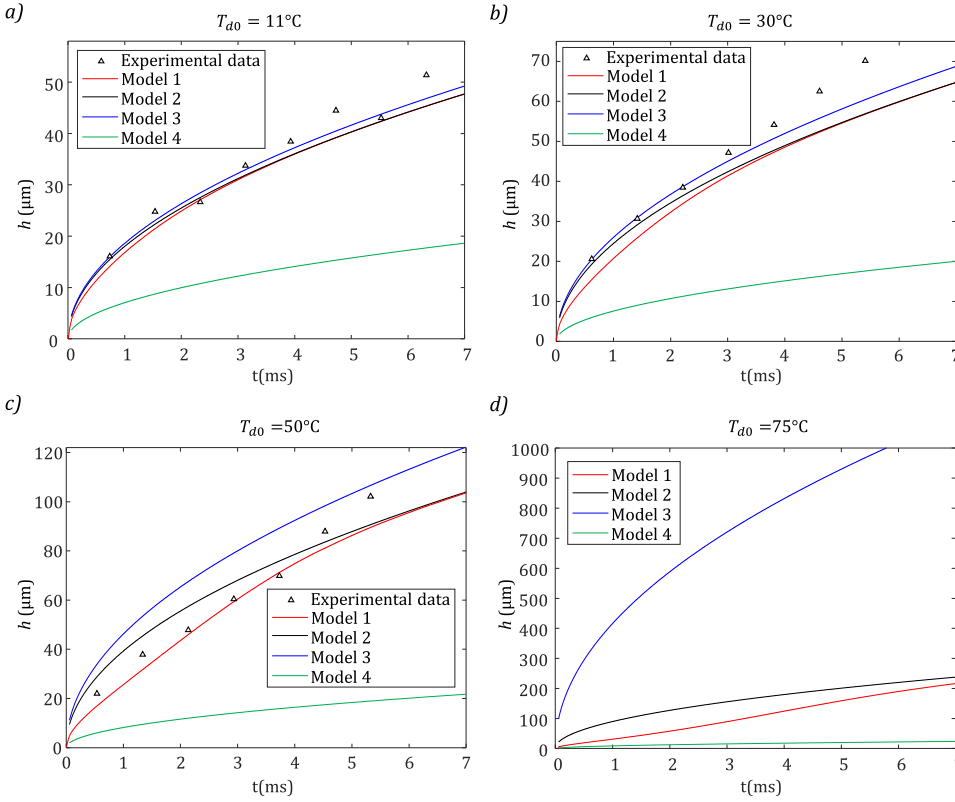 a)
T_d0 = 11°C
h (μm)
50
40
30
20
10
0
Experimental data
Model 1
Model 2
Model 3
Model 4
0 1 2 3 4 5 6 7
t(ms)
b)
T_d0 = 30°C
h (μm)
70
60
50
40
30
20
10
0
Experimental data
Model 1
Model 2
Model 3
Model 4
0 1 2 3 4 5 6 7
t(ms)
c)
T_d0 =50°C
h (μm)
120
100
80
60
40
20
0
Experimental data
Model 1
Model 2
Model 3
Model 4
0 1 2 3 4 5 6 7
t(ms)
d)
T_d0 =75°C
h (μm)
1000
900
800
700
600
500
400
300
200
100
0
Model 1
Model 2
Model 3
Model 4
0 1 2 3 4 5 6 7
t(ms)